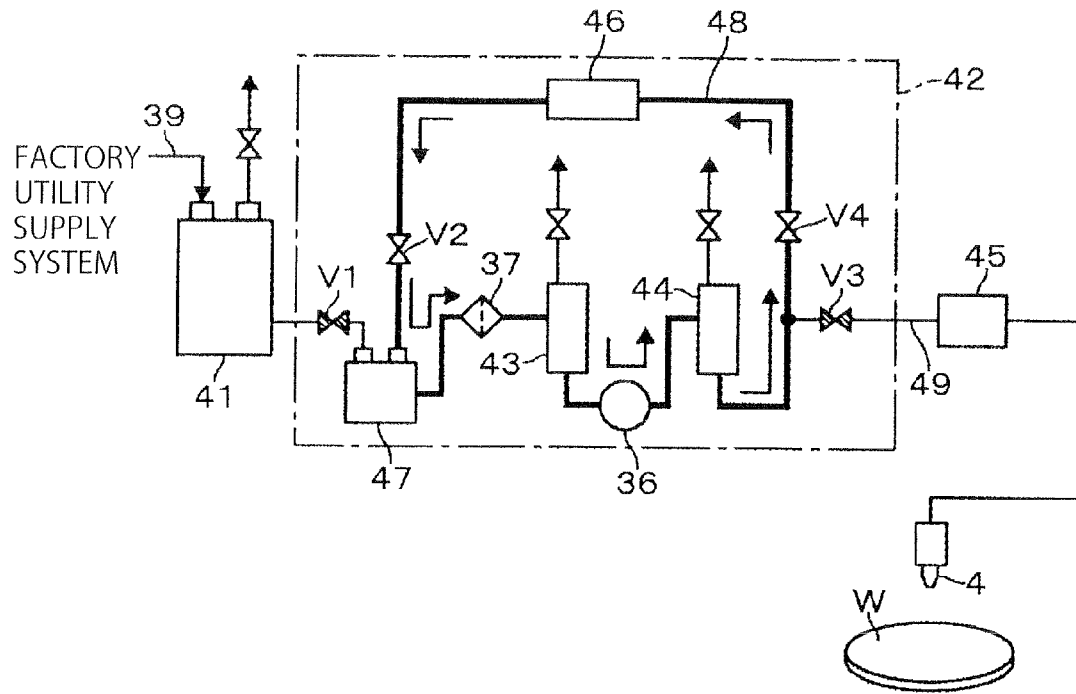 46
48
42
39
FACTORY
UTILITY
SUPPLY
SYSTEM
V2
V4
37
V1
44
V3
45
43
49
41
47
36
4
W